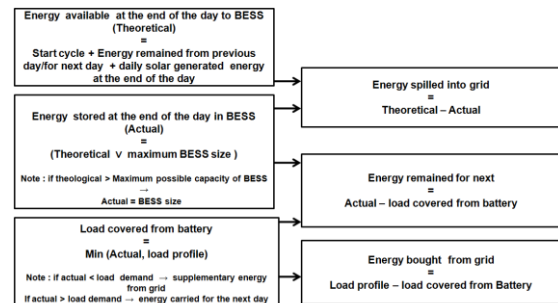 Energy available at the end of the day to BESS
(Theoretical)
=
Start cycle + Energy remained from previous
day/for next day + daily solar generated energy
at the end of the day
Energy stored at the end of the day in BESS
(Actual)
=
(Theoretical ∨ maximum BESS size )
Note : if theological > Maximum possible capacity of BESS
→
Actual = BESS size
Load covered from battery
=
Min (Actual, load profile)
Note : if actual < load demand → supplementary energy
from grid
If actual > load demand → energy carried for the next day
Energy spilled into grid
=
Theoretical – Actual
Energy remained for next
=
Actual – load covered from battery
Energy bought from grid
=
Load profile – load covered from Battery